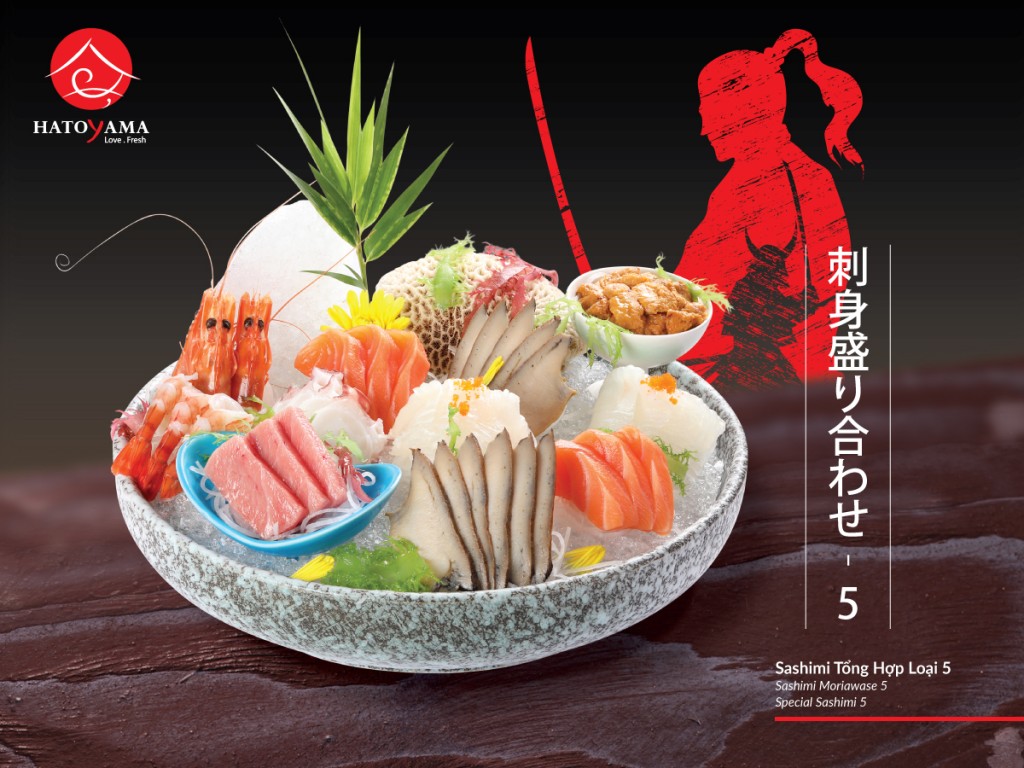 HATOYAMA
Love . Fresh
刺身盛り合わせ - 5
Sashimi Tổng Hợp Loại 5
Sashimi Moriawase 5
Special Sashimi 5